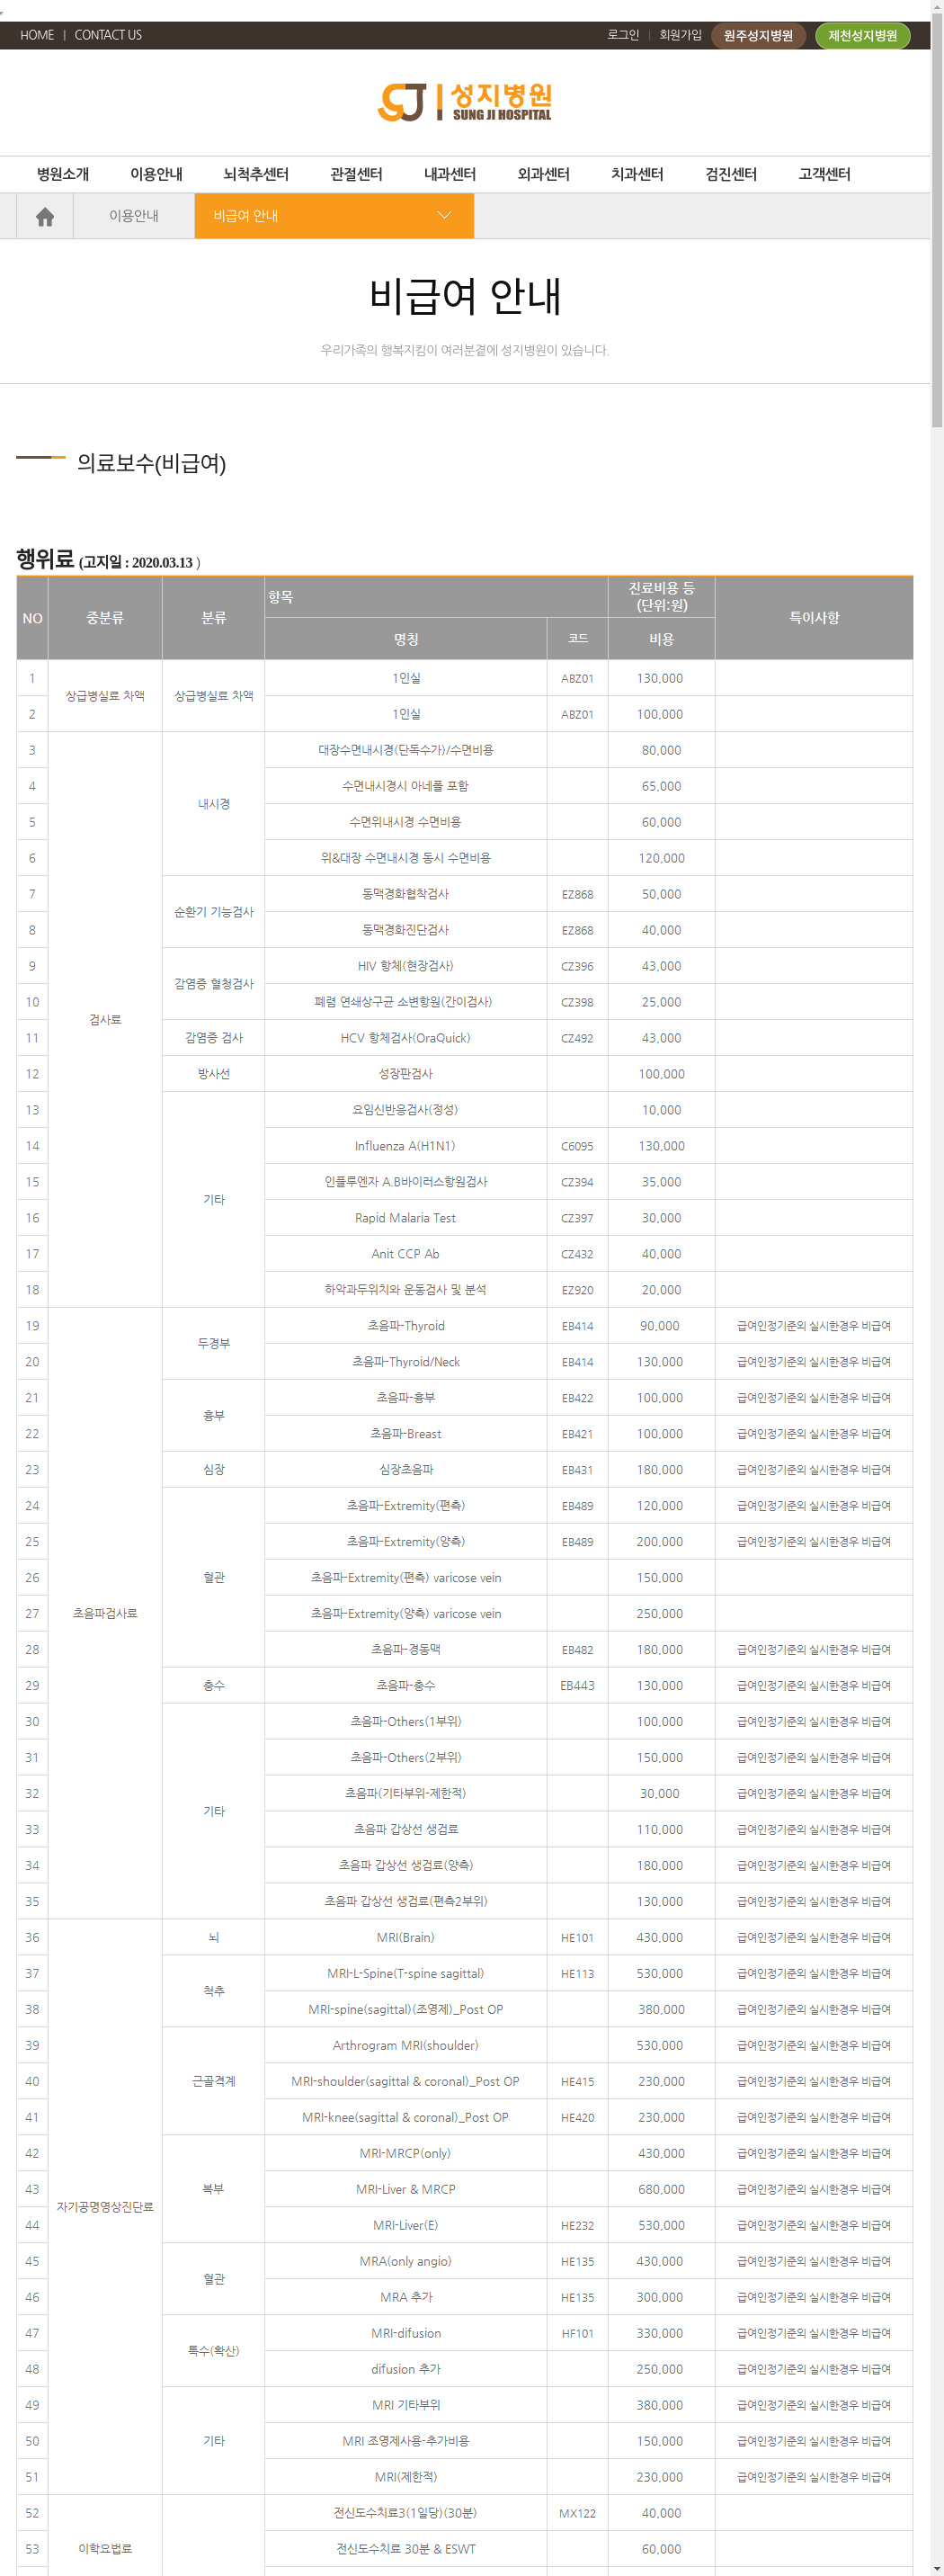 HOME | CONTACT US
로그인 | 회원가입 원주성지병원 제천성지병원
SJ 성지병원
SUNG JI HOSPITAL
병원소개 이용안내 뇌척추센터 관절센터 내과센터 외과센터 치과센터 검진센터 고객센터
이용안내 비급여 안내
비급여 안내
우리가족의 행복지킴이 여러분곁에 성지병원이 있습니다.
의료보수(비급여)
행위료 (고지일 : 2020.03.13 )
NO 중분류 분류 항목 진료비용 등 (단위:원) 특이사항
명칭 코드 비용
1 상급병실료 차액 상급병실료 차액 1인실 ABZ01 130,000
2 1인실 ABZ01 100,000
3 검사료 내시경 대장수면내시경(단독수가)/수면비용 80,000
4 수면내시경시 아네폴 포함 65,000
5 수면위내시경 수면비용 60,000
6 위&대장 수면내시경 동시 수면비용 120,000
7 순환기 기능검사 동맥경화협착검사 EZ868 50,000
8 동맥경화진단검사 EZ868 40,000
9 감염증 혈청검사 HIV 항체(현장검사) CZ396 43,000
10 폐렴 연쇄상구균 소변항원(간이검사) CZ398 25,000
11 감염증 검사 HCV 항체검사(OraQuick) CZ492 43,000
12 방사선 성장판검사 100,000
13 기타 요임신반응검사(정성) 10,000
14 Influenza A(H1N1) C6095 130,000
15 인플루엔자 A.B바이러스항원검사 CZ394 35,000
16 Rapid Malaria Test CZ397 30,000
17 Anit CCP Ab CZ432 40,000
18 하악과두위치와 운동검사 및 분석 EZ920 20,000
19 초음파검사료 두경부 초음파-Thyroid EB414 90,000 급여인정기준외 실시한경우 비급여
20 초음파-Thyroid/Neck EB414 130,000 급여인정기준외 실시한경우 비급여
21 흉부 초음파-흉부 EB422 100,000 급여인정기준외 실시한경우 비급여
22 초음파-Breast EB421 100,000 급여인정기준외 실시한경우 비급여
23 심장 심장초음파 EB431 180,000 급여인정기준외 실시한경우 비급여
24 혈관 초음파-Extremity(편측) EB489 120,000 급여인정기준외 실시한경우 비급여
25 초음파-Extremity(양측) EB489 200,000 급여인정기준외 실시한경우 비급여
26 초음파-Extremity(편측) varicose vein 150,000
27 초음파-Extremity(양측) varicose vein 250,000
28 초음파-경동맥 EB482 180,000 급여인정기준외 실시한경우 비급여
29 충수 초음파-충수 EB443 130,000 급여인정기준외 실시한경우 비급여
30 기타 초음파-Others(1부위) 100,000 급여인정기준외 실시한경우 비급여
31 초음파-Others(2부위) 150,000 급여인정기준외 실시한경우 비급여
32 초음파(기타부위-제한적) 30,000 급여인정기준외 실시한경우 비급여
33 초음파 갑상선 생검료 110,000 급여인정기준외 실시한경우 비급여
34 초음파 갑상선 생검료(양측) 180,000 급여인정기준외 실시한경우 비급여
35 초음파 갑상선 생검료(편측2부위) 130,000 급여인정기준외 실시한경우 비급여
36 자기공명영상진단료 뇌 MRI(Brain) HE101 430,000 급여인정기준외 실시한경우 비급여
37 척추 MRI-L-Spine(T-spine sagittal) HE113 530,000 급여인정기준외 실시한경우 비급여
38 MRI-spine(sagittal)(조영제)_Post OP 380,000 급여인정기준외 실시한경우 비급여
39 근골격계 Arthrogram MRI(shoulder) 530,000 급여인정기준외 실시한경우 비급여
40 MRI-shoulder(sagittal & coronal)_Post OP HE415 230,000 급여인정기준외 실시한경우 비급여
41 MRI-knee(sagittal & coronal)_Post OP HE420 230,000 급여인정기준외 실시한경우 비급여
42 복부 MRI-MRCP(only) 430,000 급여인정기준외 실시한경우 비급여
43 MRI-Liver & MRCP 680,000 급여인정기준외 실시한경우 비급여
44 MRI-Liver(E) HE232 530,000 급여인정기준외 실시한경우 비급여
45 혈관 MRA(only angio) HE135 430,000 급여인정기준외 실시한경우 비급여
46 MRA 추가 HE135 300,000 급여인정기준외 실시한경우 비급여
47 특수(확산) MRI-difusion HF101 330,000 급여인정기준외 실시한경우 비급여
48 difusion 추가 250,000 급여인정기준외 실시한경우 비급여
49 기타 MRI 기타부위 380,000 급여인정기준외 실시한경우 비급여
50 MRI 조영제사용-추가비용 150,000 급여인정기준외 실시한경우 비급여
51 MRI(제한적) 230,000 급여인정기준외 실시한경우 비급여
52 이학요법료 전신도수치료3(1일당)(30분) MX122 40,000
53 전신도수치료 30분 & ESWT 60,000